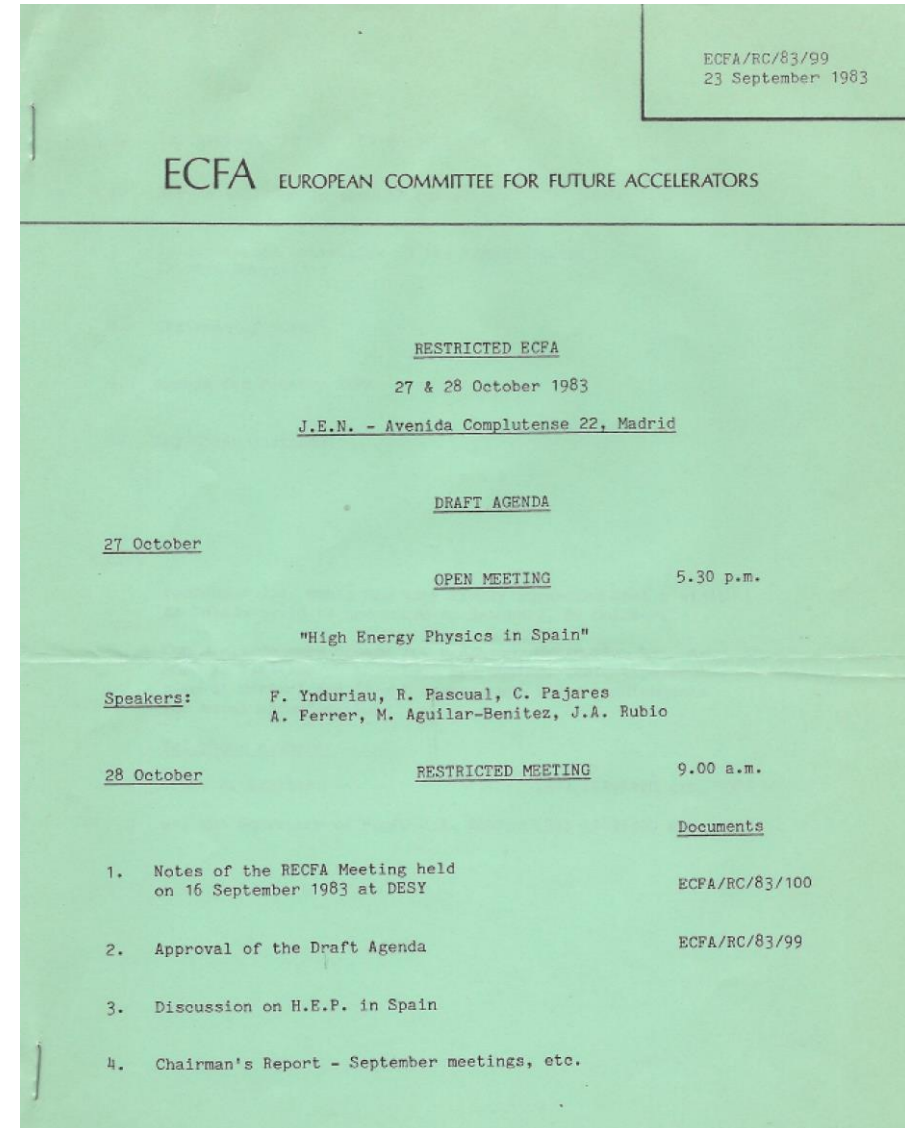 ECFA/RC/83/99
23 September 1983
ECFA EUROPEAN COMMITTEE FOR FUTURE ACCELERATORS
RESTRICTED ECFA
27 & 28 October 1983
J.E.N. - Avenida Complutense 22, Madrid
DRAFT AGENDA
27 October
OPEN MEETING 5.30 p.m.
"High Energy Physics in Spain"
Speakers: F. Ynduriau, R. Pascual, C. Pajares
A. Ferrer, M. Aguilar-Benitez, J.A. Rubio
28 October RESTRICTED MEETING 9.00 a.m.
Documents
1. Notes of the RECFA Meeting held
on 16 September 1983 at DESY ECFA/RC/83/100
2. Approval of the Draft Agenda ECFA/RC/83/99
3. Discussion on H.E.P. in Spain
4. Chairman's Report - September meetings, etc.